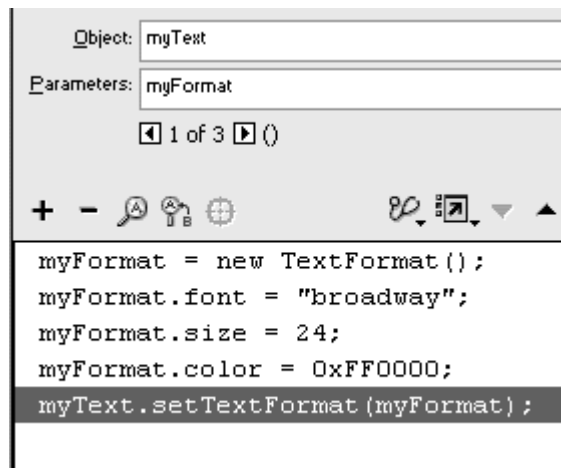 Object: myText
Parameters: myFormat
1 of 3 ()
myFormat = new TextFormat();
myFormat.font = "broadway";
myFormat.size = 24;
myFormat.color = 0xFF0000;
myText.setTextFormat(myFormat);